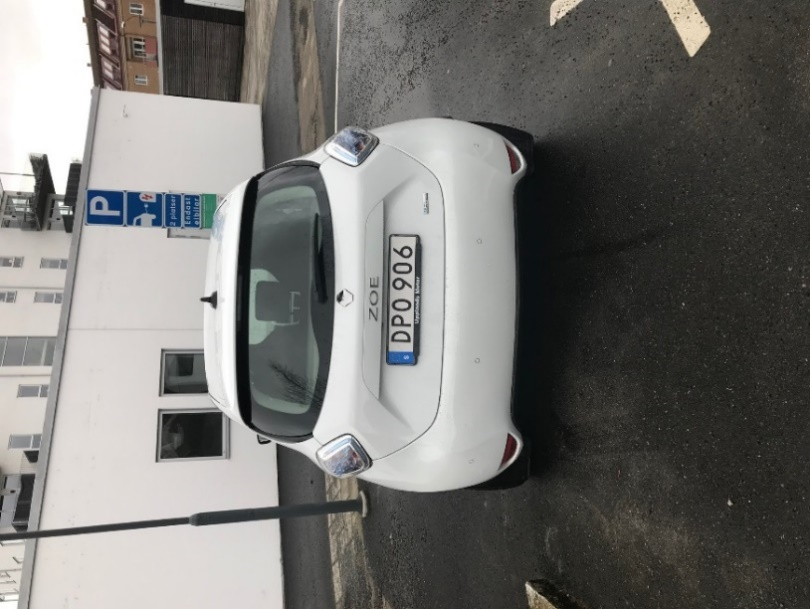 P
2 platser
Endast
elbilar
ZOE
S
DPO 906